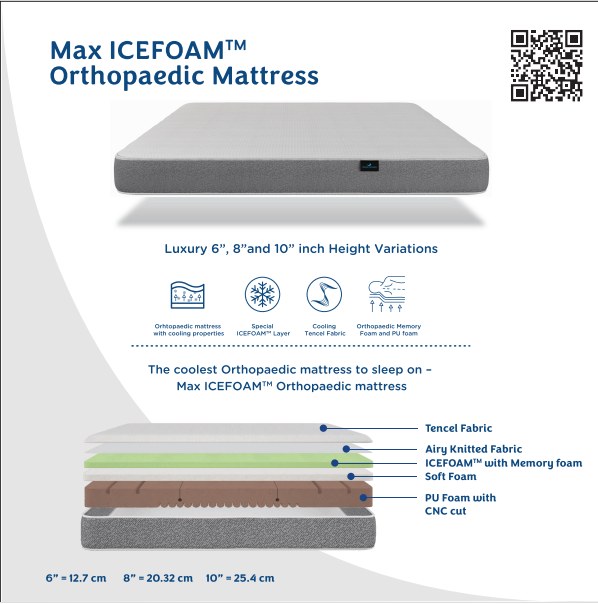 Max ICEFOAM™
Orthopaedic Mattress
Luxury 6”, 8”and 10” inch Height Variations
Orhtopaedic mattress
with cooling properties
Special
ICEFOAM™ Layer
Cooling
Tencel Fabric
Orthopaedic Memory
Foam and PU foam
The coolest Orthopaedic mattress to sleep on –
Max ICEFOAM™ Orthopaedic mattress
Tencel Fabric
Airy Knitted Fabric
ICEFOAM™ with Memory foam
Soft Foam
PU Foam with
CNC cut
6” = 12.7 cm 8” = 20.32 cm 10” = 25.4 cm